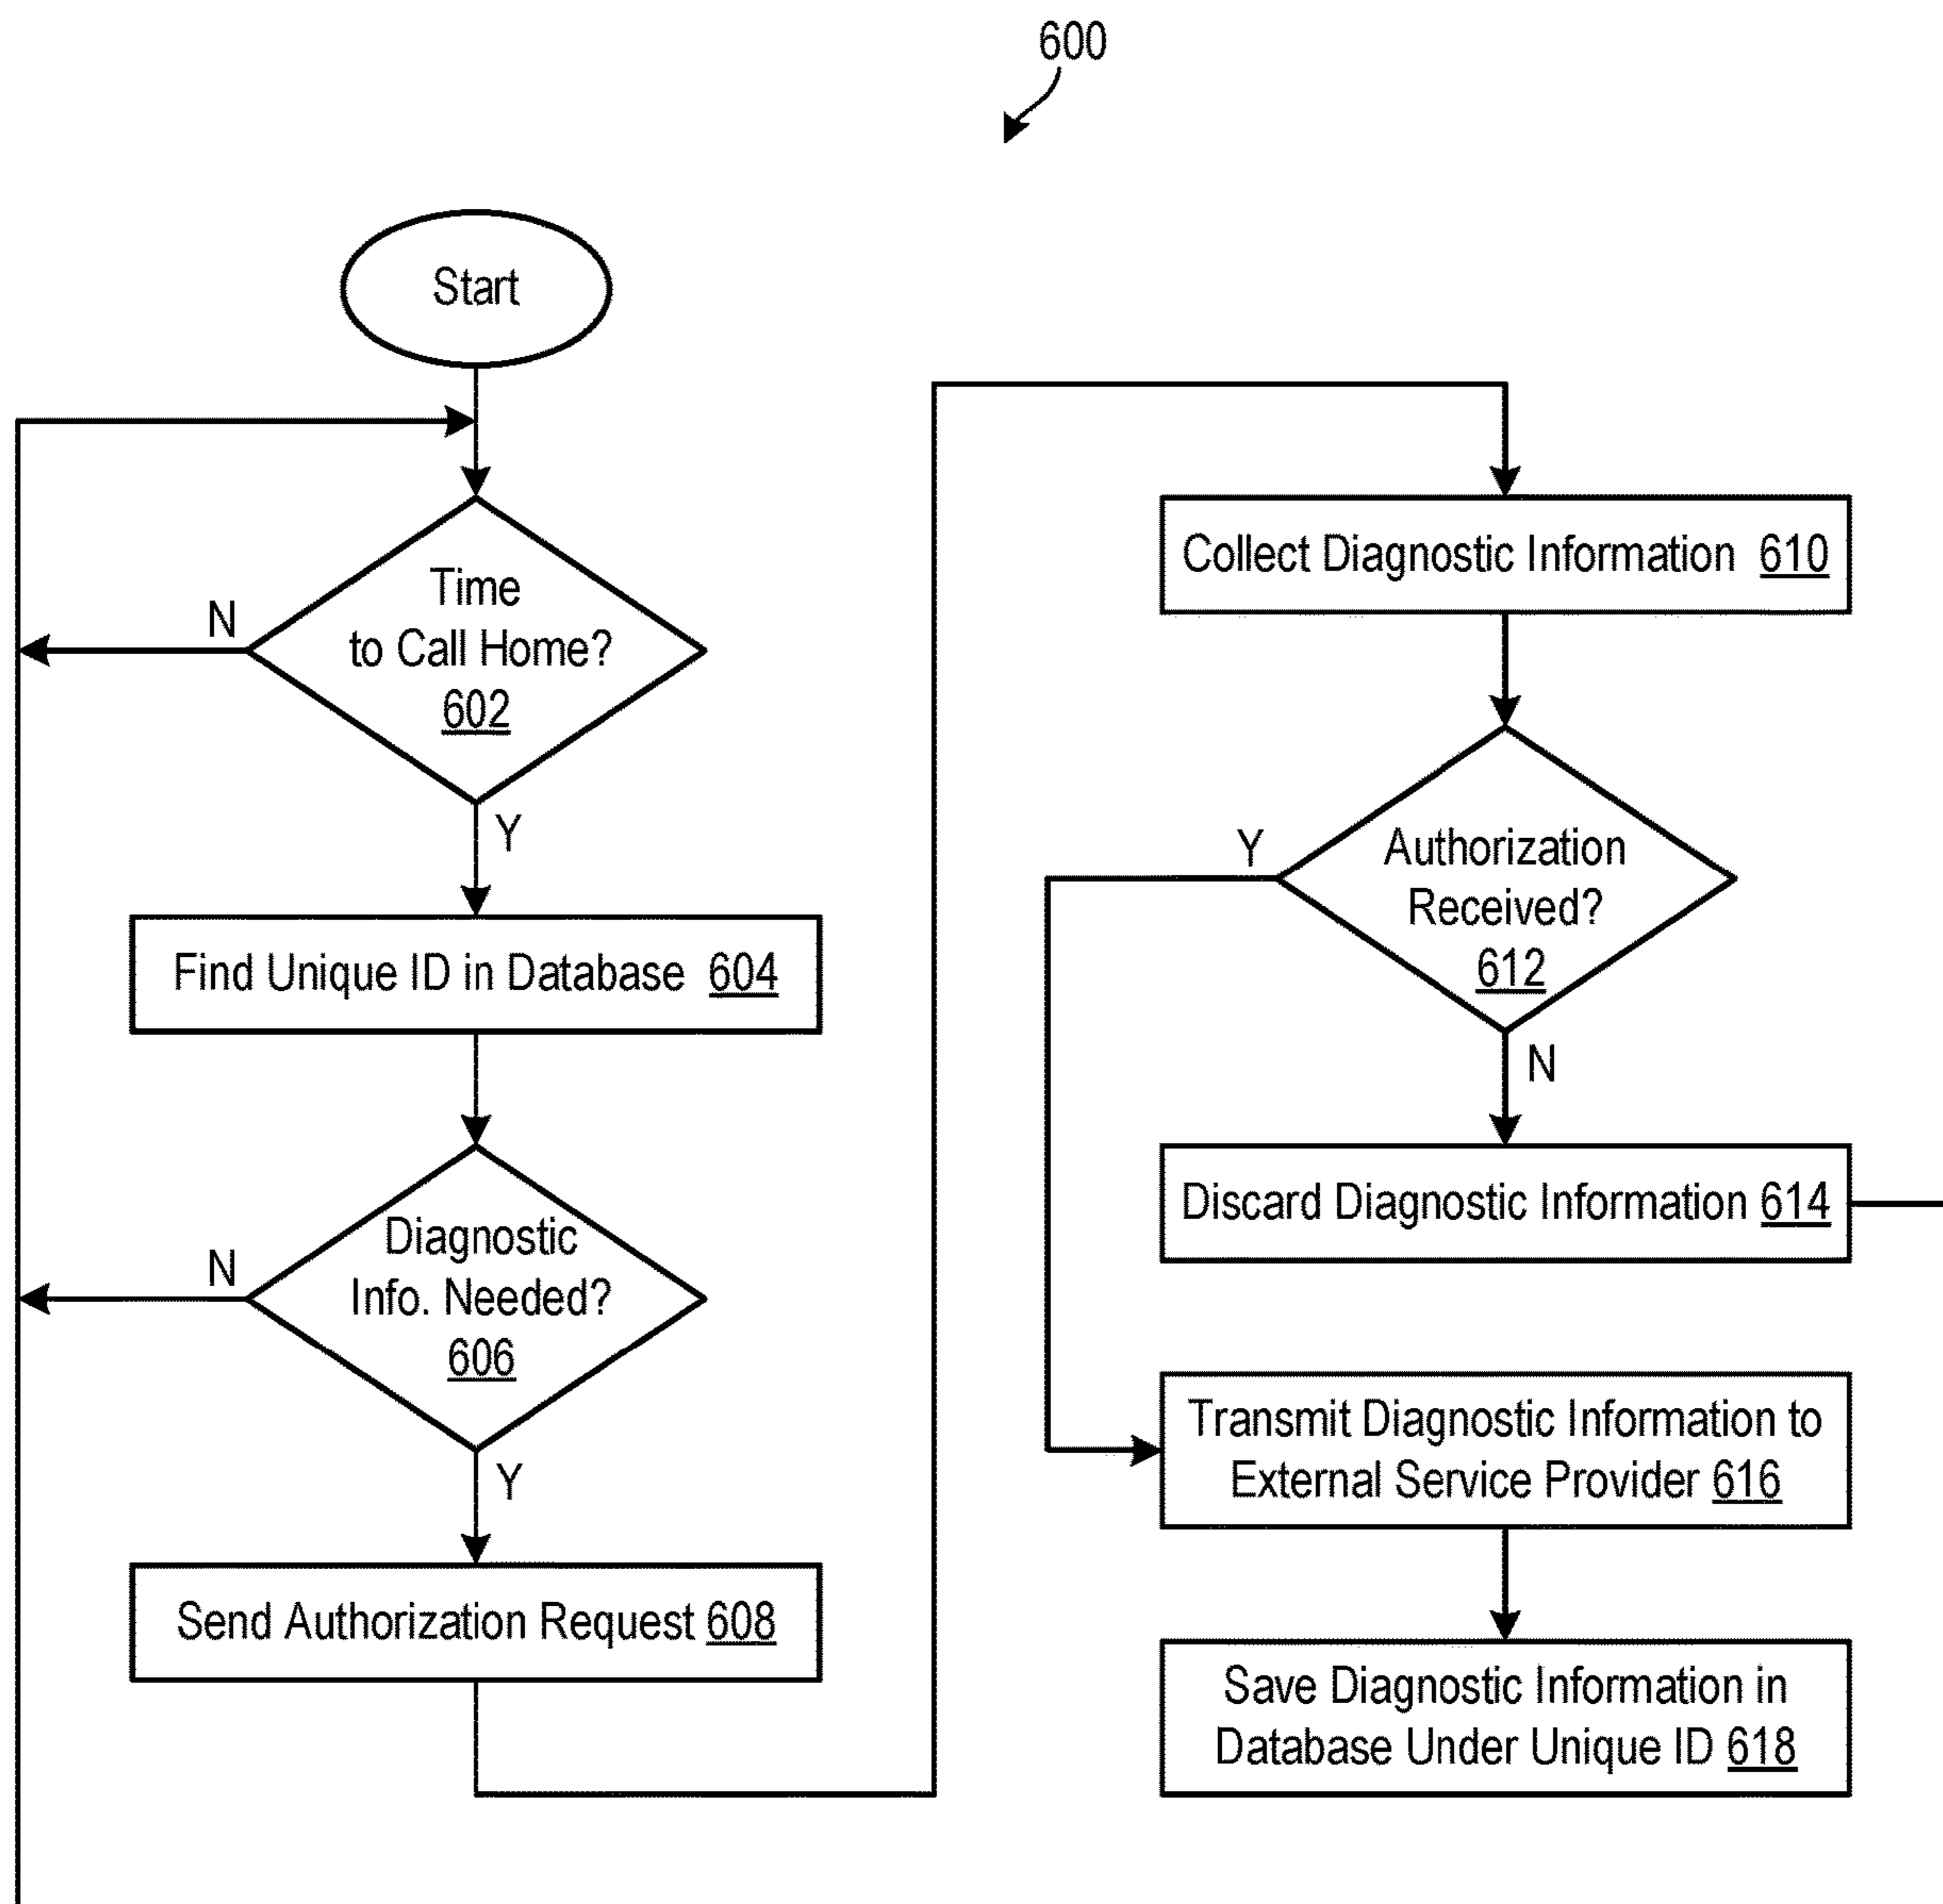 600
Start
Time
to Call Home?
602
N
Y
Find Unique ID in Database 604
Diagnostic
Info. Needed?
606
N
Y
Send Authorization Request 608
Collect Diagnostic Information 610
Authorization
Received?
612
Y
N
Discard Diagnostic Information 614
Transmit Diagnostic Information to
External Service Provider 616
Save Diagnostic Information in
Database Under Unique ID 618